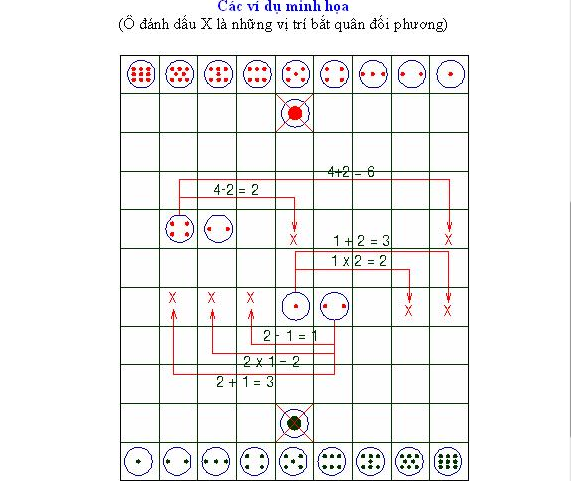 Các ví dụ minh họa
(Ô đánh dấu X là những vị trí bắt quân đối phương)
4+2 = 6
4-2 = 2
X X
1 + 2 = 3
1 x 2 = 2
X X X
X X
2 - 1 = 1
2 x 1 = 2
2 + 1 = 3